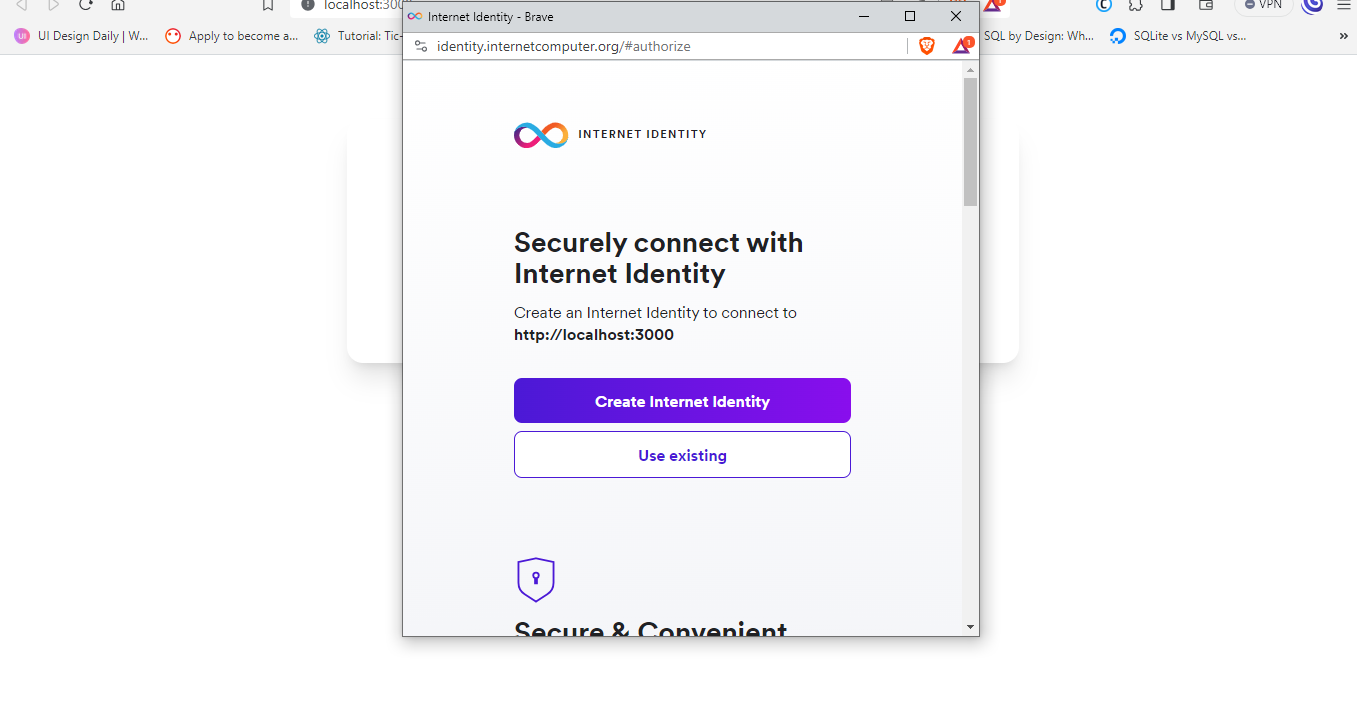 Internet Identity - Brave
localhost:300
VPN
identity.internetcomputer.org/#authorize
1
UI
UI Design Daily | W...
Apply to become a...
Tutorial: Tic-
SQL by Design: Wh...
SQLite vs MySQL vs...
»
INTERNET IDENTITY
Securely connect with
Internet Identity
Create an Internet Identity to connect to
http://localhost:3000
Create Internet Identity
Use existing
Secure & Convenient